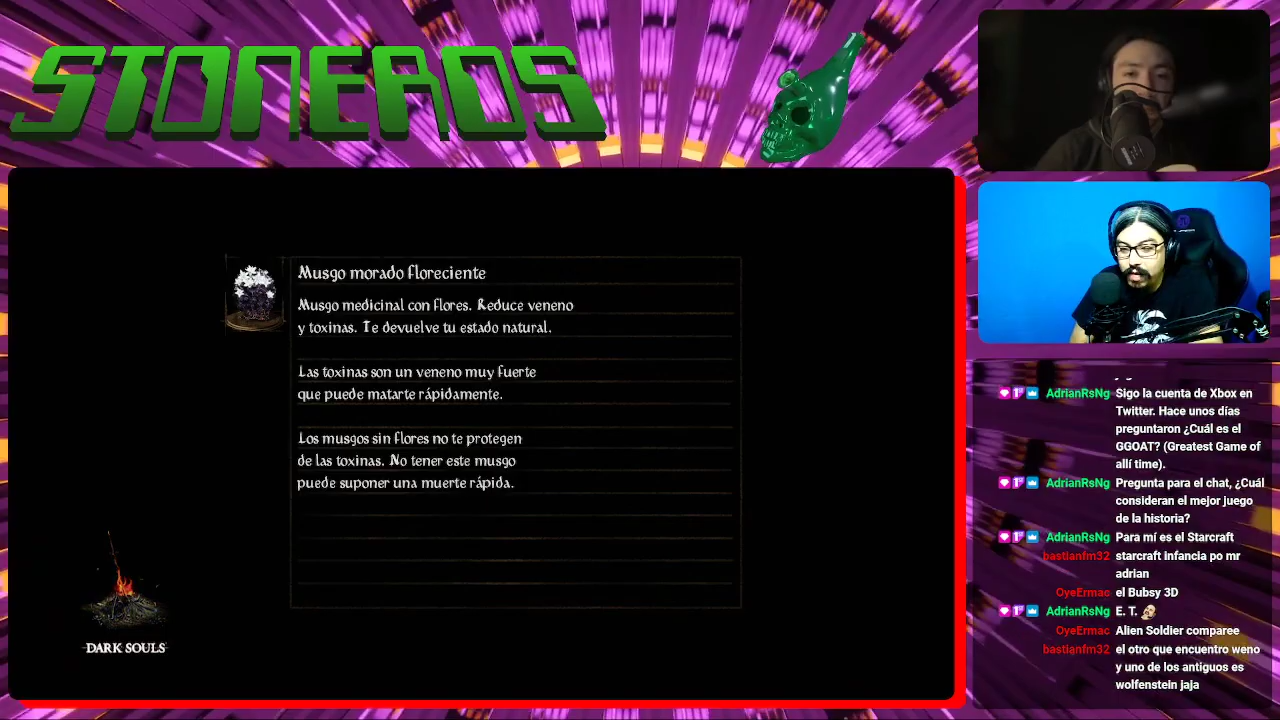 STONEROS
Musgo morado floreciente
Musgo medicinal con flores. Reduce veneno
y toxinas. Te devuelve tu estado natural.
Las toxinas son un veneno muy fuerte
que puede matarte rápidamente.
Los musgos sin flores no te protegen
de las toxinas. No tener este musgo
puede suponer una muerte rápida.
DARK SOULS
AdrianRsNg Sigo la cuenta de Xbox en
Twitter. Hace unos días
preguntaron ¿Cuál es el
GGOAT? (Greatest Game of
allí time).
AdrianRsNg Pregunta para el chat, ¿Cuál
consideran el mejor juego
de la historia?
AdrianRsNg Para mí es el Starcraft
bastianfm32 starcraft infancia po mr
adrian
OyeErmac el Bubsy 3D
AdrianRsNg E. T.
OyeErmac Alien Soldier comparee
bastianfm32 el otro que encuentro weno
y uno de los antiguos es
wolfenstein jaja